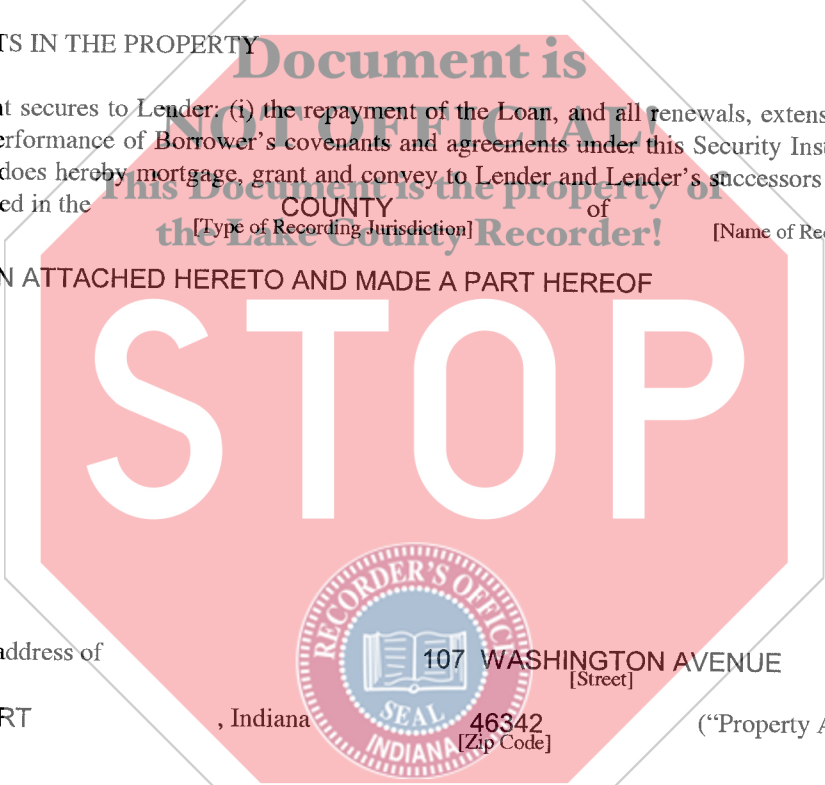 TS IN THE PROPERTY
Document is
t secures to Lender: (i) the repayment of the Loan, and all renewals, extens
NOT OFFICIAL!
erformance of Borrower's covenants and agreements under this Security Inst
does hereby mortgage, grant and convey to Lender and Lender's successors
This Document is the property of
ed in the COUNTY of
[Type of Recording Jurisdiction] [Name of Rec
the Lake County Recorder!
N ATTACHED HERETO AND MADE A PART HEREOF
STOP
RECORDER'S OFFICE
address of 107 WASHINGTON AVENUE
[Street]
SEAL
RT , Indiana 46342 ("Property A
INDIANA
[Zip Code]